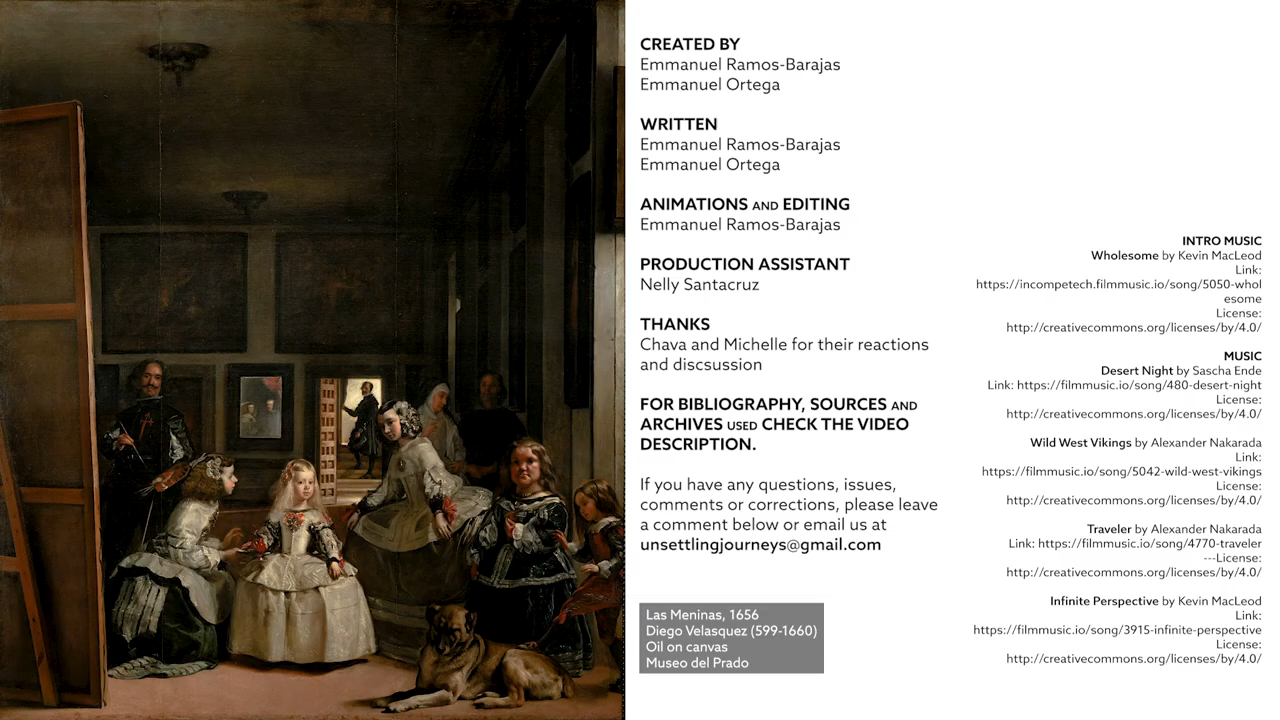 CREATED BY
Emmanuel Ramos-Barajas
Emmanuel Ortega
WRITTEN
Emmanuel Ramos-Barajas
Emmanuel Ortega
ANIMATIONS AND EDITING
Emmanuel Ramos-Barajas
PRODUCTION ASSISTANT
Nelly Santacruz
THANKS
Chava and Michelle for their reactions
and discsussion
FOR BIBLIOGRAPHY, SOURCES AND
ARCHIVES USED CHECK THE VIDEO
DESCRIPTION.
If you have any questions, issues,
comments or corrections, please leave
a comment below or email us at
unsettlingjourneys@gmail.com
Las Meninas, 1656
Diego Velasquez (599-1660)
Oil on canvas
Museo del Prado
INTRO MUSIC
Wholesome by Kevin MacLeod
Link:
https://incompetech.filmmusic.io/song/5050-whol
esome
License:
http://creativecommons.org/licenses/by/4.0/
MUSIC
Desert Night by Sascha Ende
Link: https://filmmusic.io/song/480-desert-night
License:
http://creativecommons.org/licenses/by/4.0/
Wild West Vikings by Alexander Nakarada
Link:
https://filmmusic.io/song/5042-wild-west-vikings
License:
http://creativecommons.org/licenses/by/4.0/
Traveler by Alexander Nakarada
Link: https://filmmusic.io/song/4770-traveler
---License:
http://creativecommons.org/licenses/by/4.0/
Infinite Perspective by Kevin MacLeod
Link:
https://filmmusic.io/song/3915-infinite-perspective
License:
http://creativecommons.org/licenses/by/4.0/